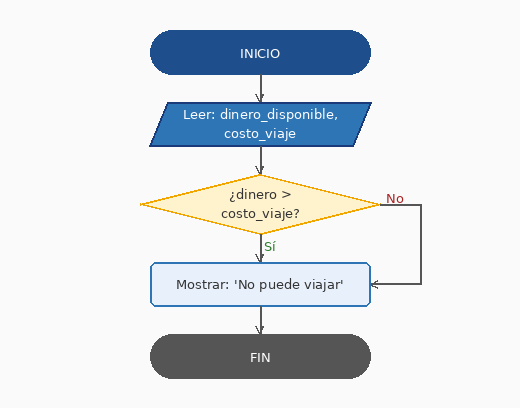 INICIO
Leer: dinero_disponible,
costo_viaje
¿dinero >
costo_viaje?
No
Sí
Mostrar: 'No puede viajar'
FIN